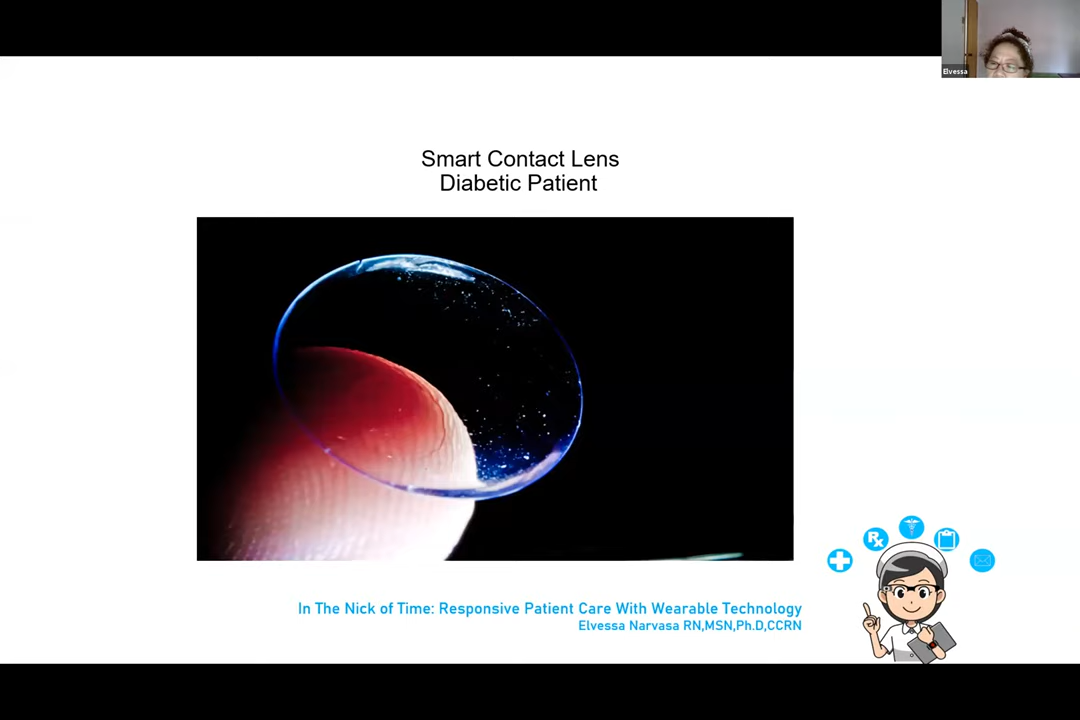 Elvessa
Smart Contact Lens
Diabetic Patient
Rx
In The Nick of Time: Responsive Patient Care With Wearable Technology
Elvessa Narvasa RN,MSN,Ph.D,CCRN